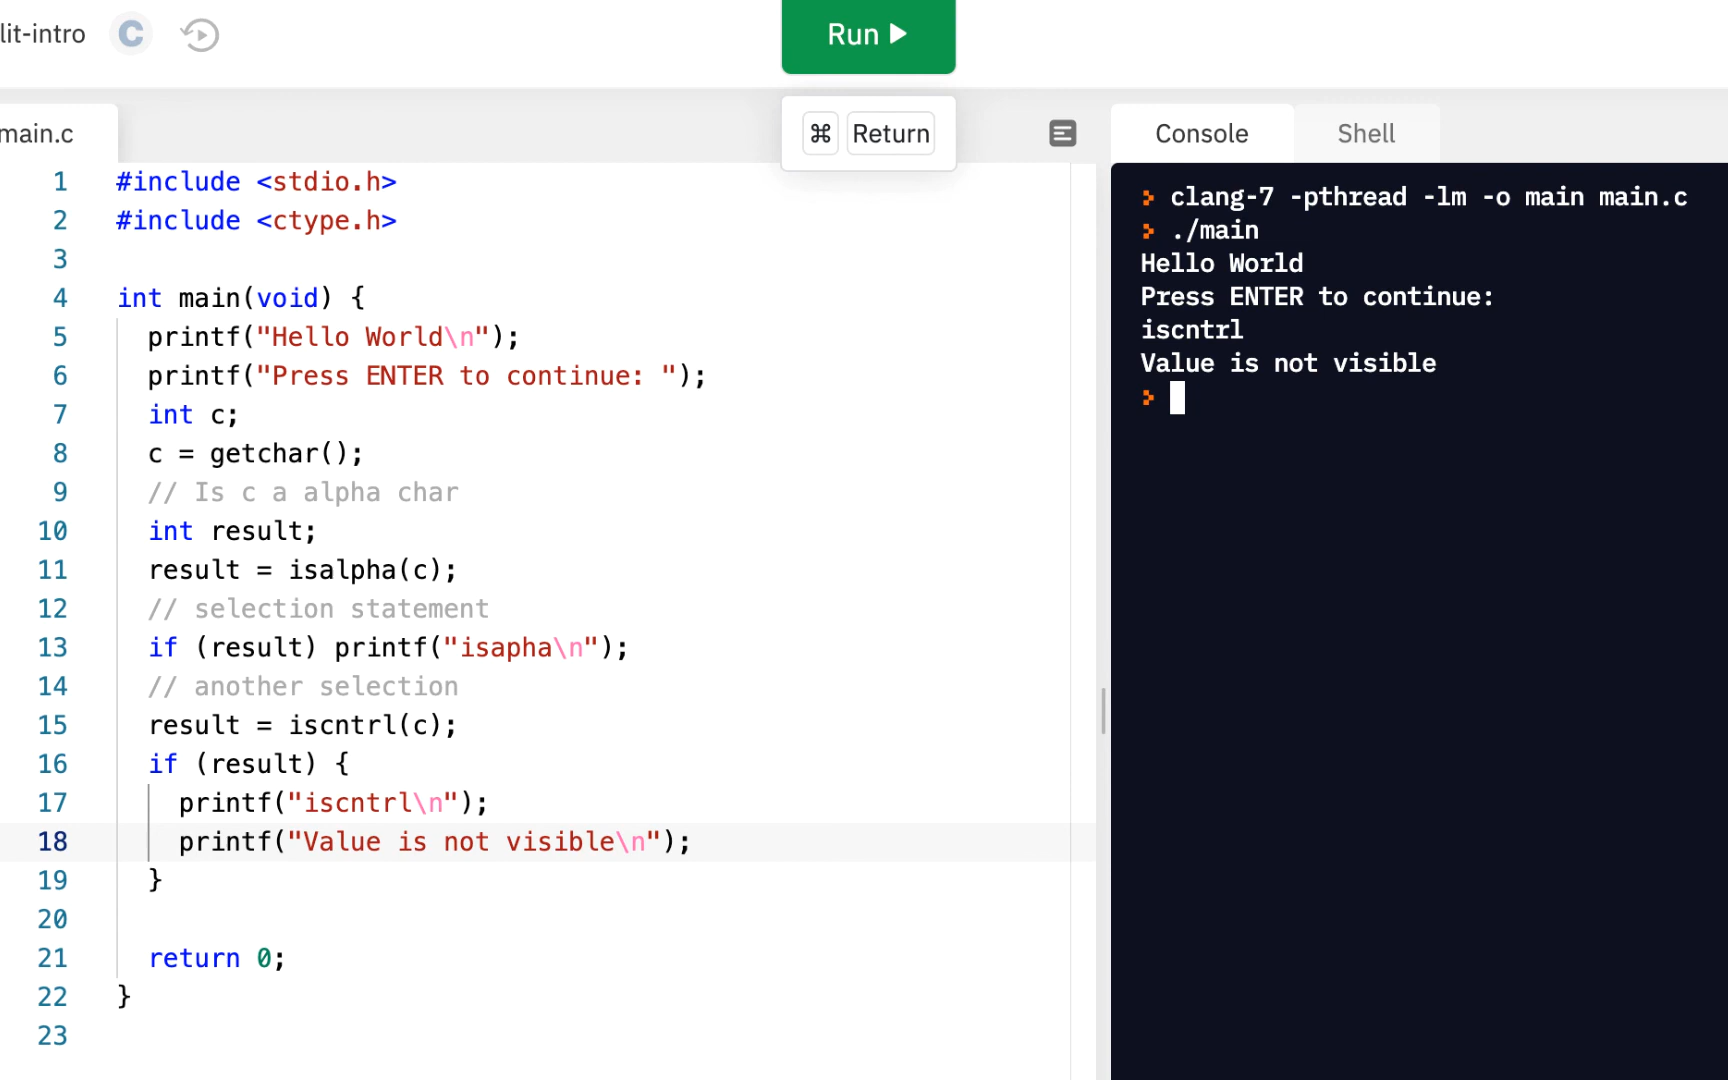 lit-intro C
Run
⌘ Return
main.c
Console Shell
1 #include <stdio.h>
2 #include <ctype.h>
3
4 int main(void) {
5   printf("Hello World\n");
6   printf("Press ENTER to continue: ");
7   int c;
8   c = getchar();
9   // Is c a alpha char
10   int result;
11   result = isalpha(c);
12   // selection statement
13   if (result) printf("isapha\n");
14   // another selection
15   result = iscntrl(c);
16   if (result) {
17     printf("iscntrl\n");
18     printf("Value is not visible\n");
19   }
20
21   return 0;
22 }
23
clang-7 -pthread -lm -o main main.c
./main
Hello World
Press ENTER to continue:
iscntrl
Value is not visible